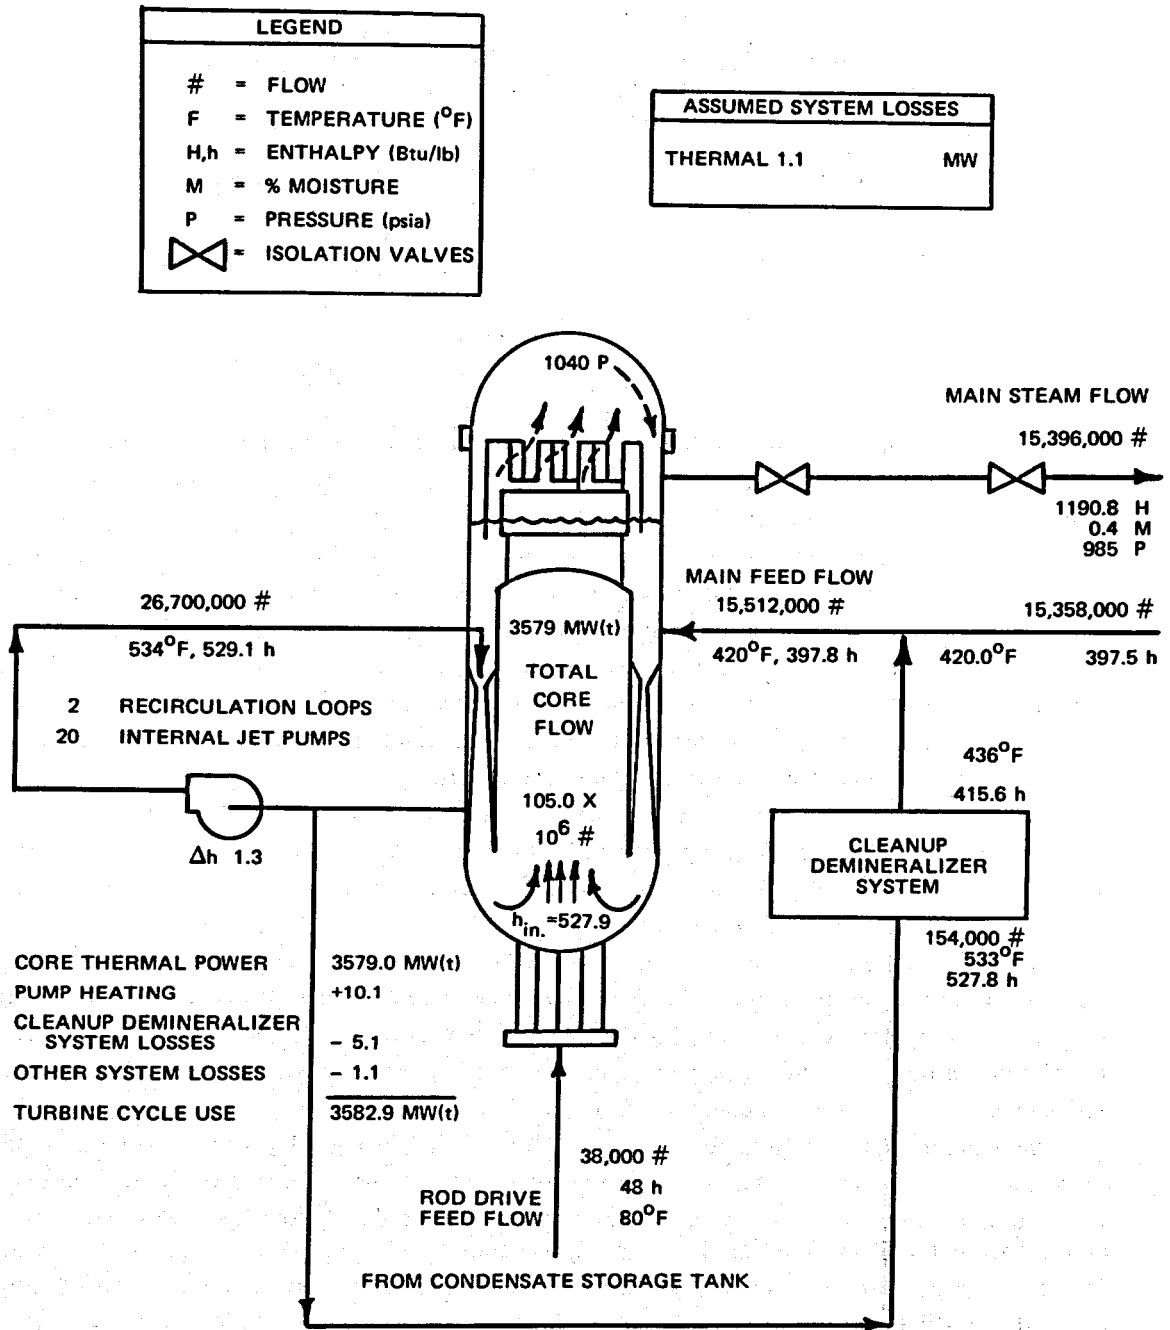 LEGEND
# = FLOW
F = TEMPERATURE (°F)
H,h = ENTHALPY (Btu/lb)
M = % MOISTURE
P = PRESSURE (psia)
= ISOLATION VALVES
ASSUMED SYSTEM LOSSES
THERMAL 1.1 MW
1040 P
MAIN STEAM FLOW
15,396,000 #
1190.8 H
0.4 M
985 P
MAIN FEED FLOW
15,512,000 #
15,358,000 #
420°F, 397.8 h
420.0°F
397.5 h
26,700,000 #
534°F, 529.1 h
2 RECIRCULATION LOOPS
20 INTERNAL JET PUMPS
Δh 1.3
3579 MW(t)
TOTAL
CORE
FLOW
105.0 X
10⁶ #
h in. =527.9
436°F
415.6 h
CLEANUP
DEMINERALIZER
SYSTEM
154,000 #
533°F
527.8 h
CORE THERMAL POWER 3579.0 MW(t)
PUMP HEATING +10.1
CLEANUP DEMINERALIZER
SYSTEM LOSSES - 5.1
OTHER SYSTEM LOSSES - 1.1
TURBINE CYCLE USE 3582.9 MW(t)
38,000 #
48 h
80°F
ROD DRIVE
FEED FLOW
FROM CONDENSATE STORAGE TANK